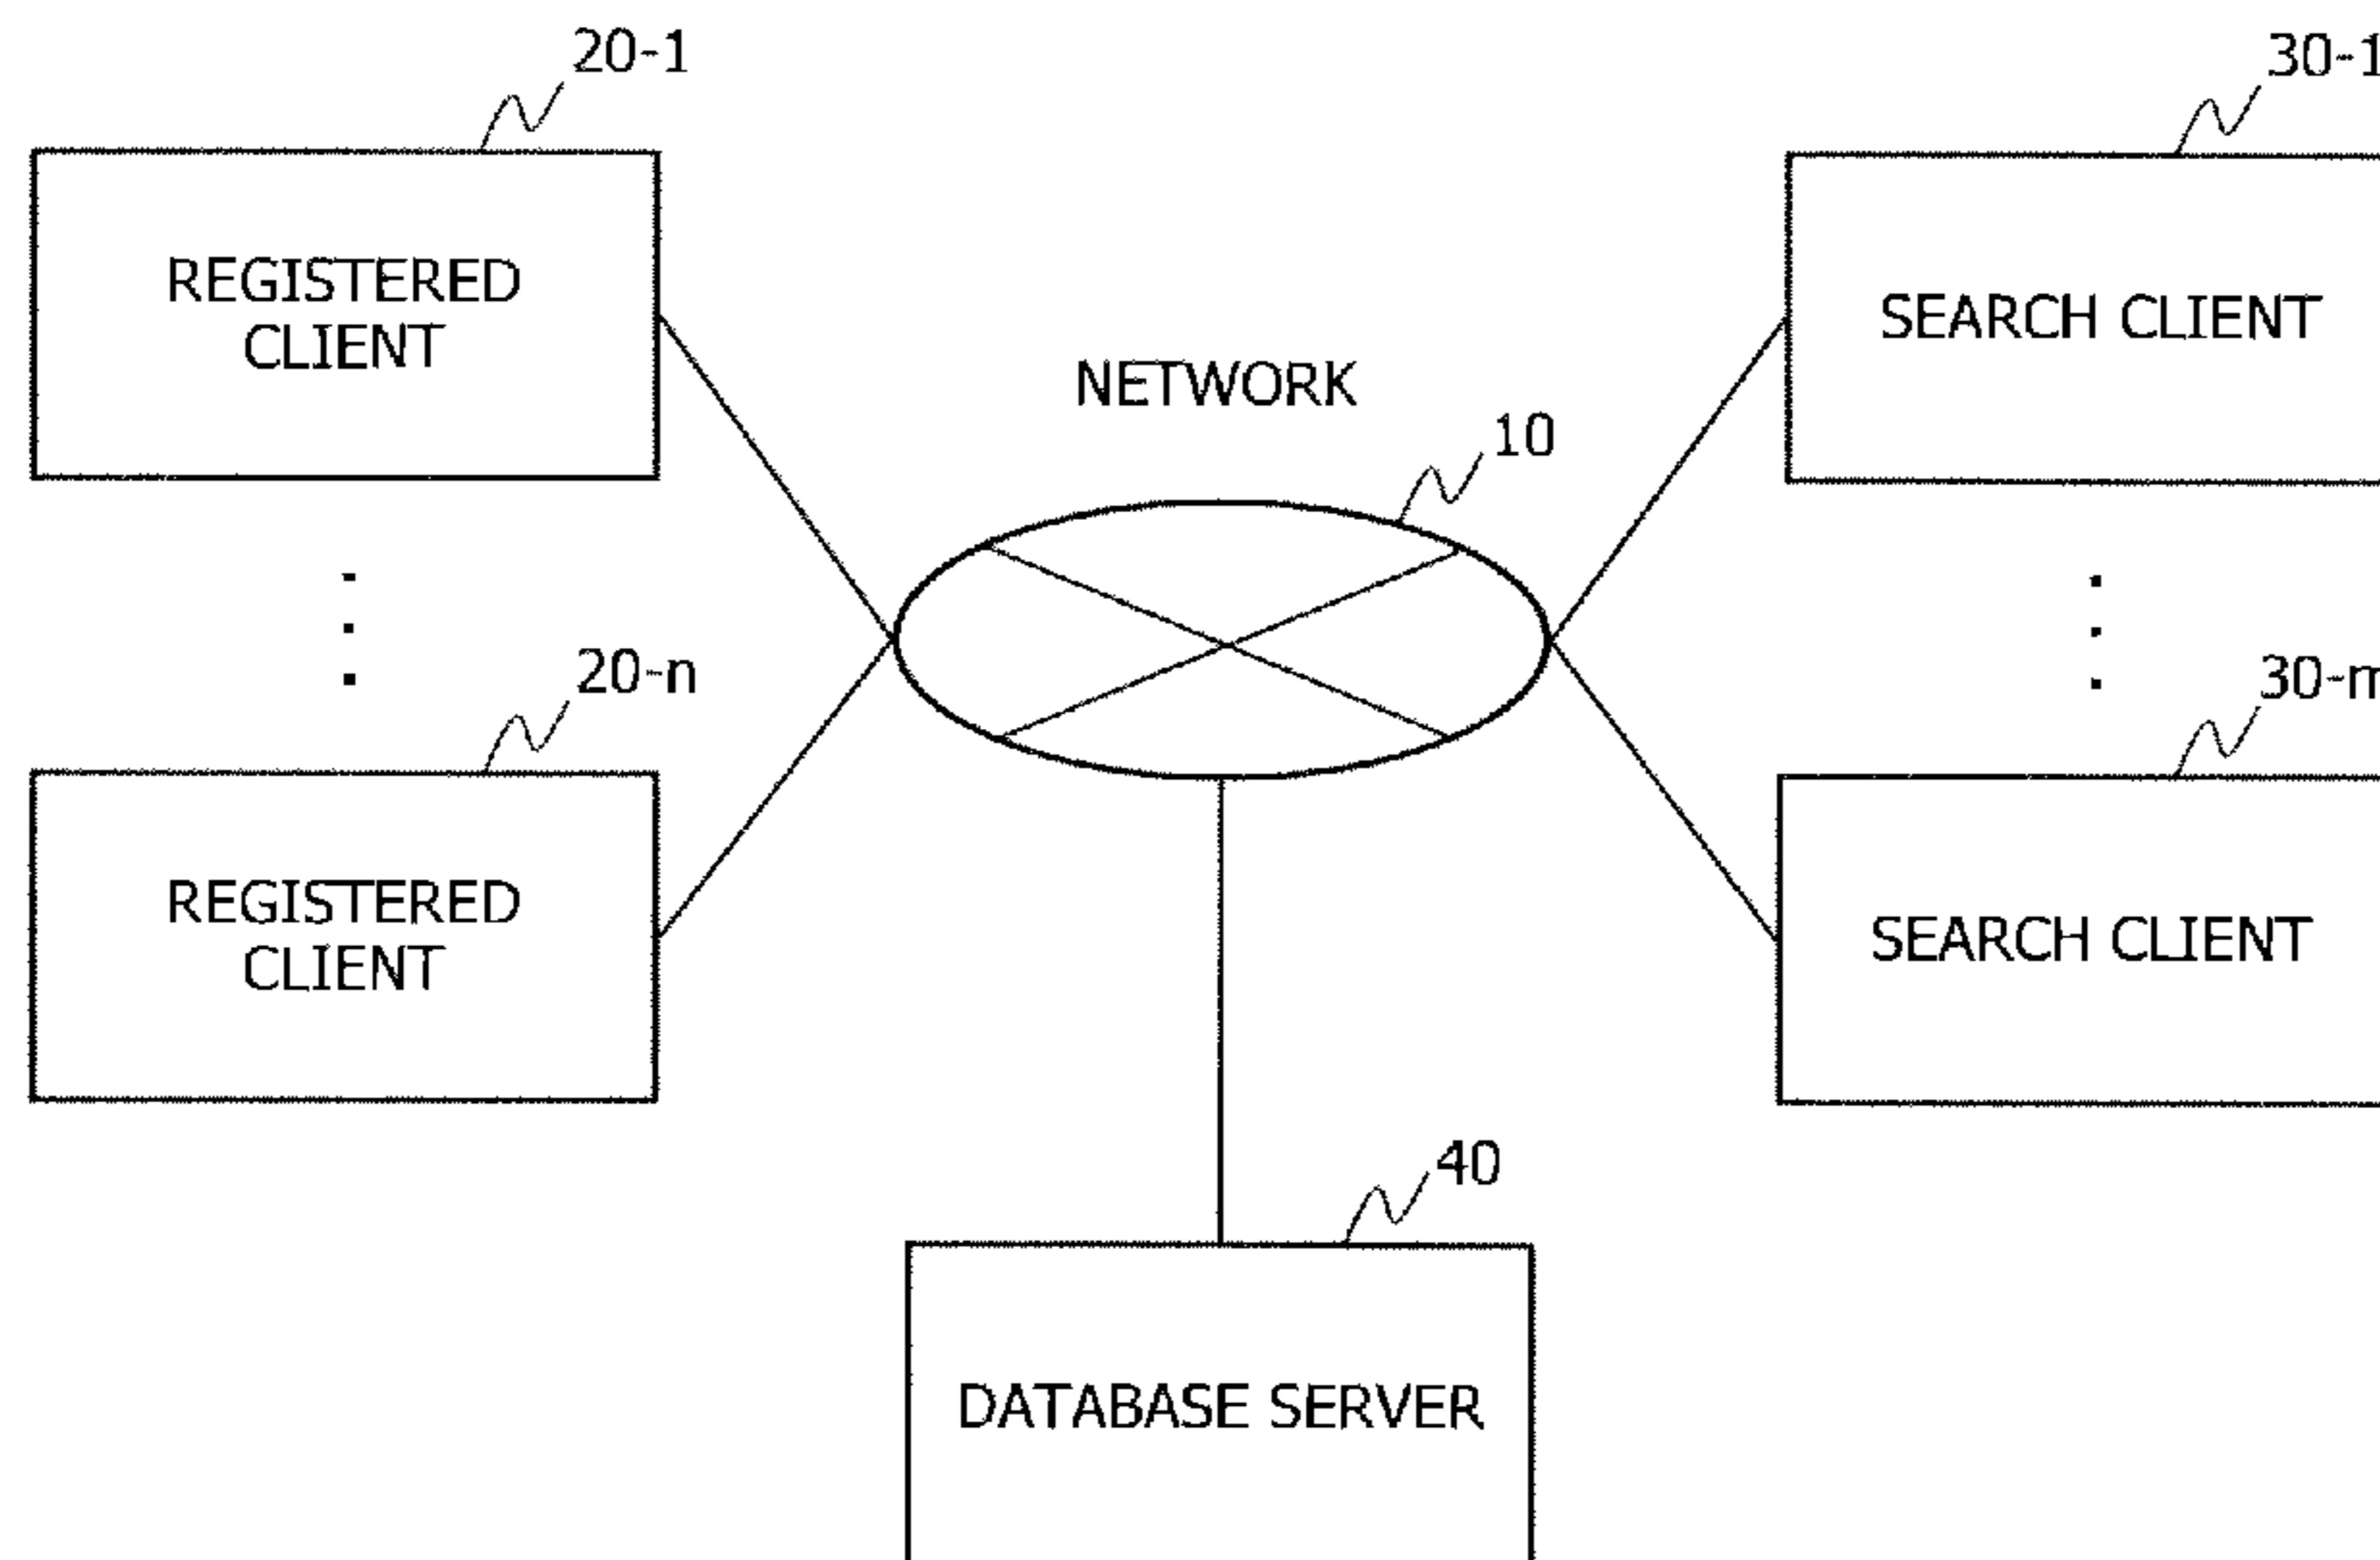 20-1
30-1
REGISTERED
CLIENT
SEARCH CLIENT
NETWORK
10
20-n
30-m
REGISTERED
CLIENT
SEARCH CLIENT
40
DATABASE SERVER